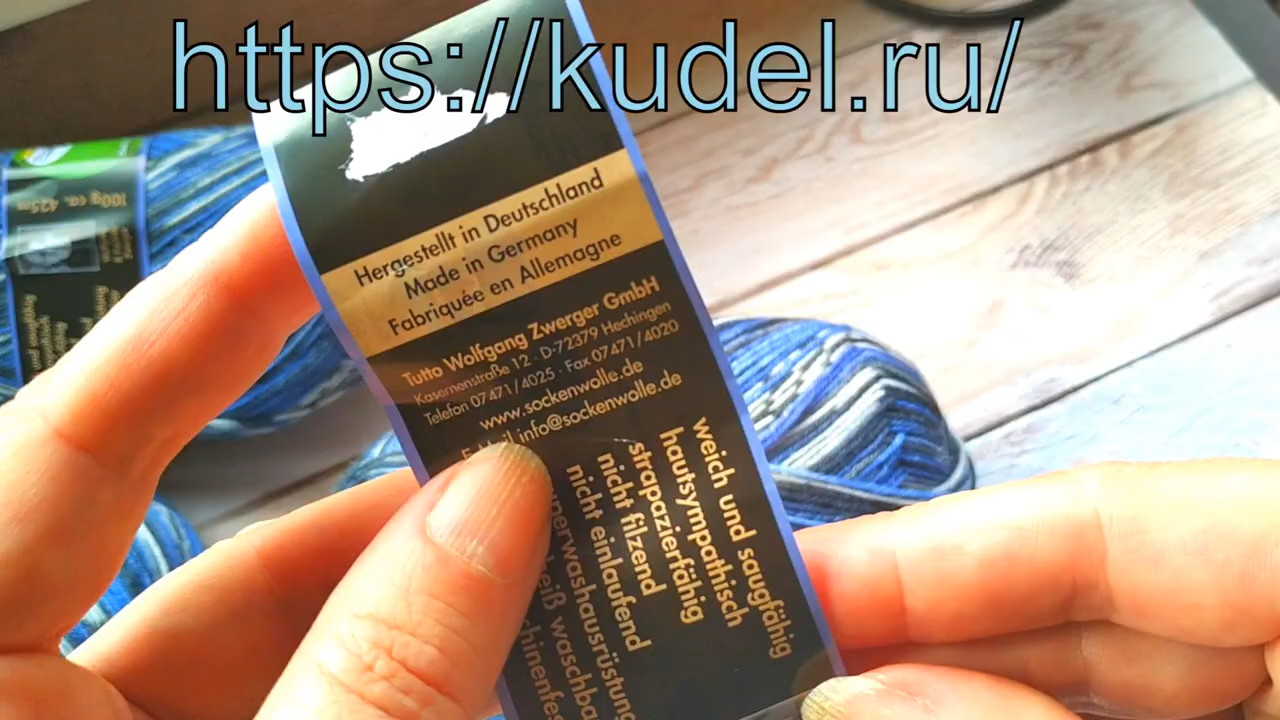 https://kudel.ru/
Hergestellt in Deutschland
Made in Germany
Fabriquée en Allemagne
Tutto Wolfgang Zwerger GmbH
Kasernenstraße 12 · D-72379 Hechingen
Telefon 07471/4025 · Fax 07471/4020
www.sockenwolle.de
info@sockenwolle.de
weich und saugfähig
hautsympathisch
strapazierfähig
nicht filzend
nicht einlaufend
100g ca. 425m